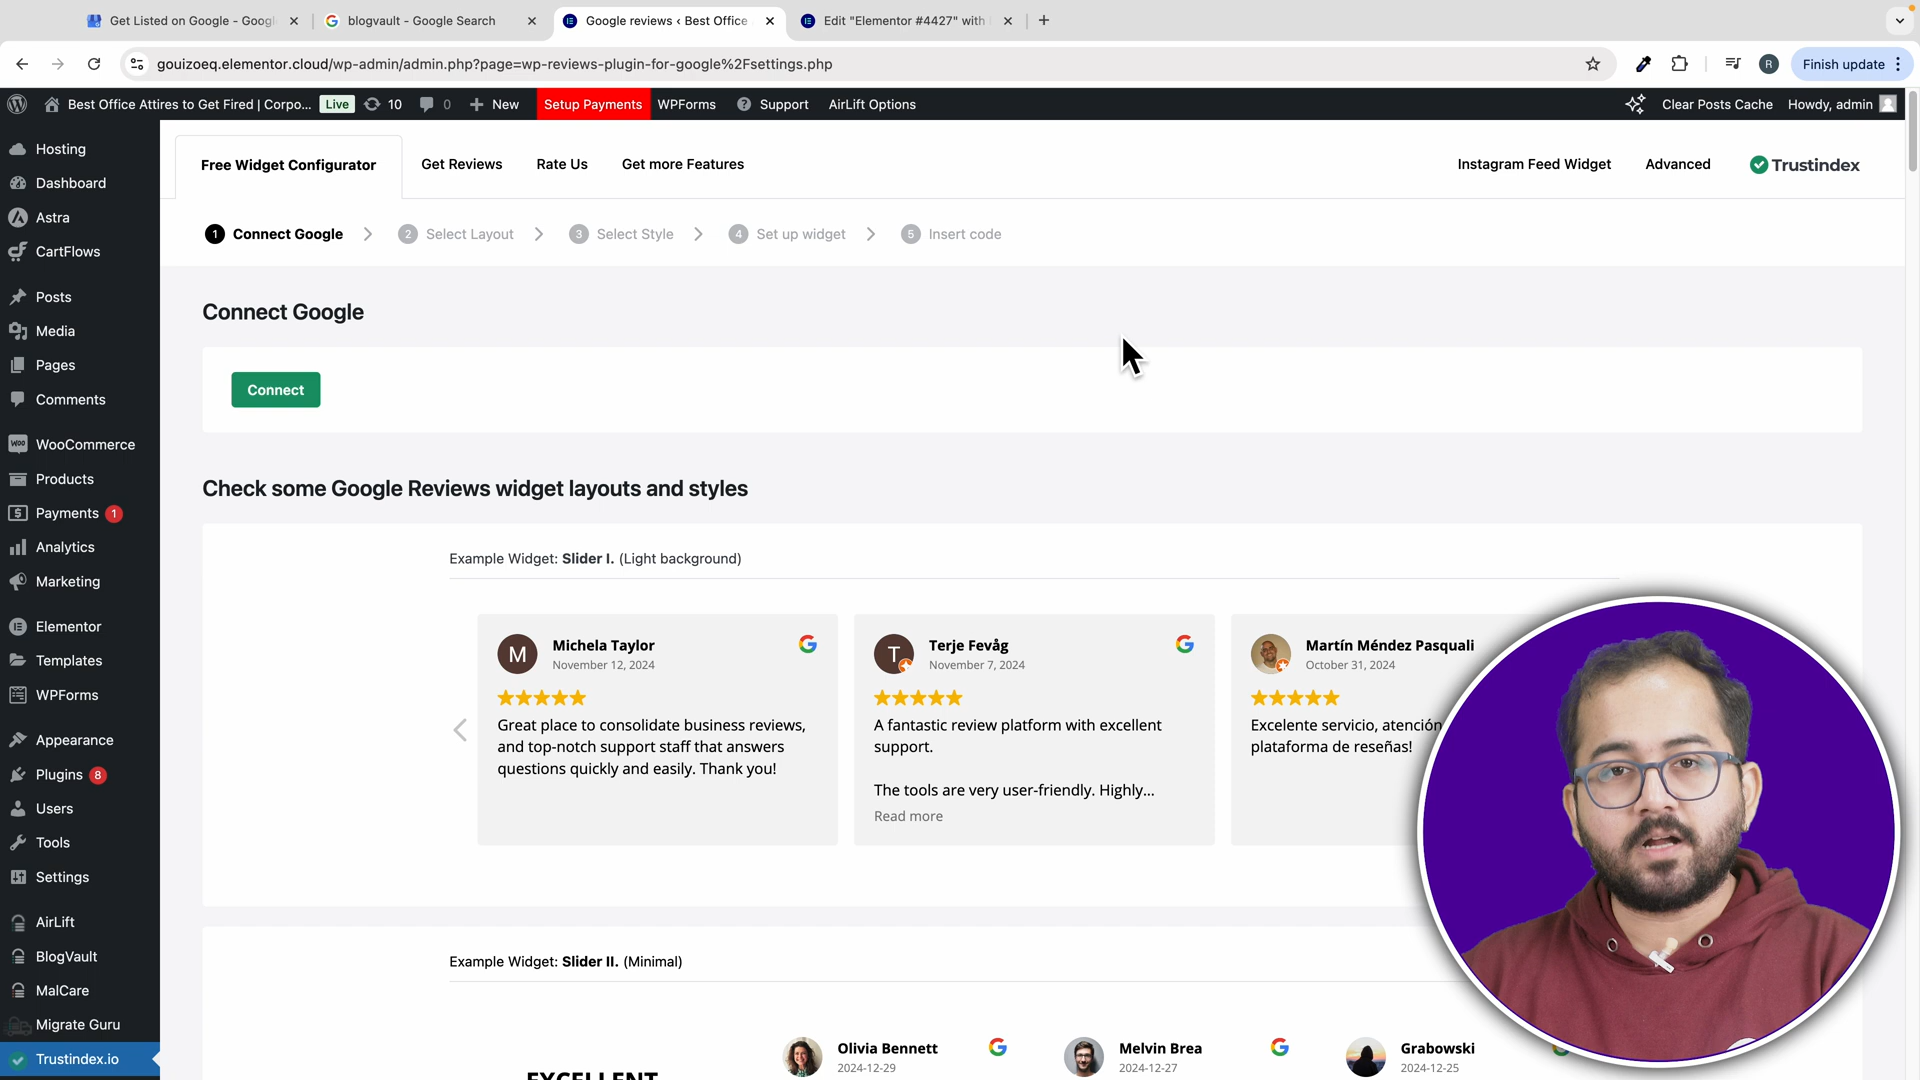 Get Listed on Google - Googl
blogvault - Google Search
Google reviews ‹ Best Office
Edit "Elementor #4427" with
gouizoeq.elementor.cloud/wp-admin/admin.php?page=wp-reviews-plugin-for-google%2Fsettings.php
R
Finish update
Best Office Attires to Get Fired | Corpo... Live 10 0 New Setup Payments WPForms Support AirLift Options
Clear Posts Cache Howdy, admin
Hosting
Dashboard
Astra
CartFlows
Posts
Media
Pages
Comments
WooCommerce
Products
Payments 1
Analytics
Marketing
Elementor
Templates
WPForms
Appearance
Plugins 8
Users
Tools
Settings
AirLift
BlogVault
MalCare
Migrate Guru
Trustindex.io
Free Widget Configurator Get Reviews Rate Us Get more Features
Instagram Feed Widget Advanced Trustindex
1 Connect Google 2 Select Layout 3 Select Style 4 Set up widget 5 Insert code
Connect Google
Connect
Check some Google Reviews widget layouts and styles
Example Widget: Slider I. (Light background)
M
Michela Taylor
November 12, 2024
Great place to consolidate business reviews,
and top-notch support staff that answers
questions quickly and easily. Thank you!
T
Terje Fevåg
November 7, 2024
A fantastic review platform with excellent
support.
The tools are very user-friendly. Highly...
Read more
Martín Méndez Pasquali
October 31, 2024
Excelente servicio, atención
plataforma de reseñas!
Example Widget: Slider II. (Minimal)
EXCELLENT
Olivia Bennett
2024-12-29
Melvin Brea
2024-12-27
Grabowski
2024-12-25